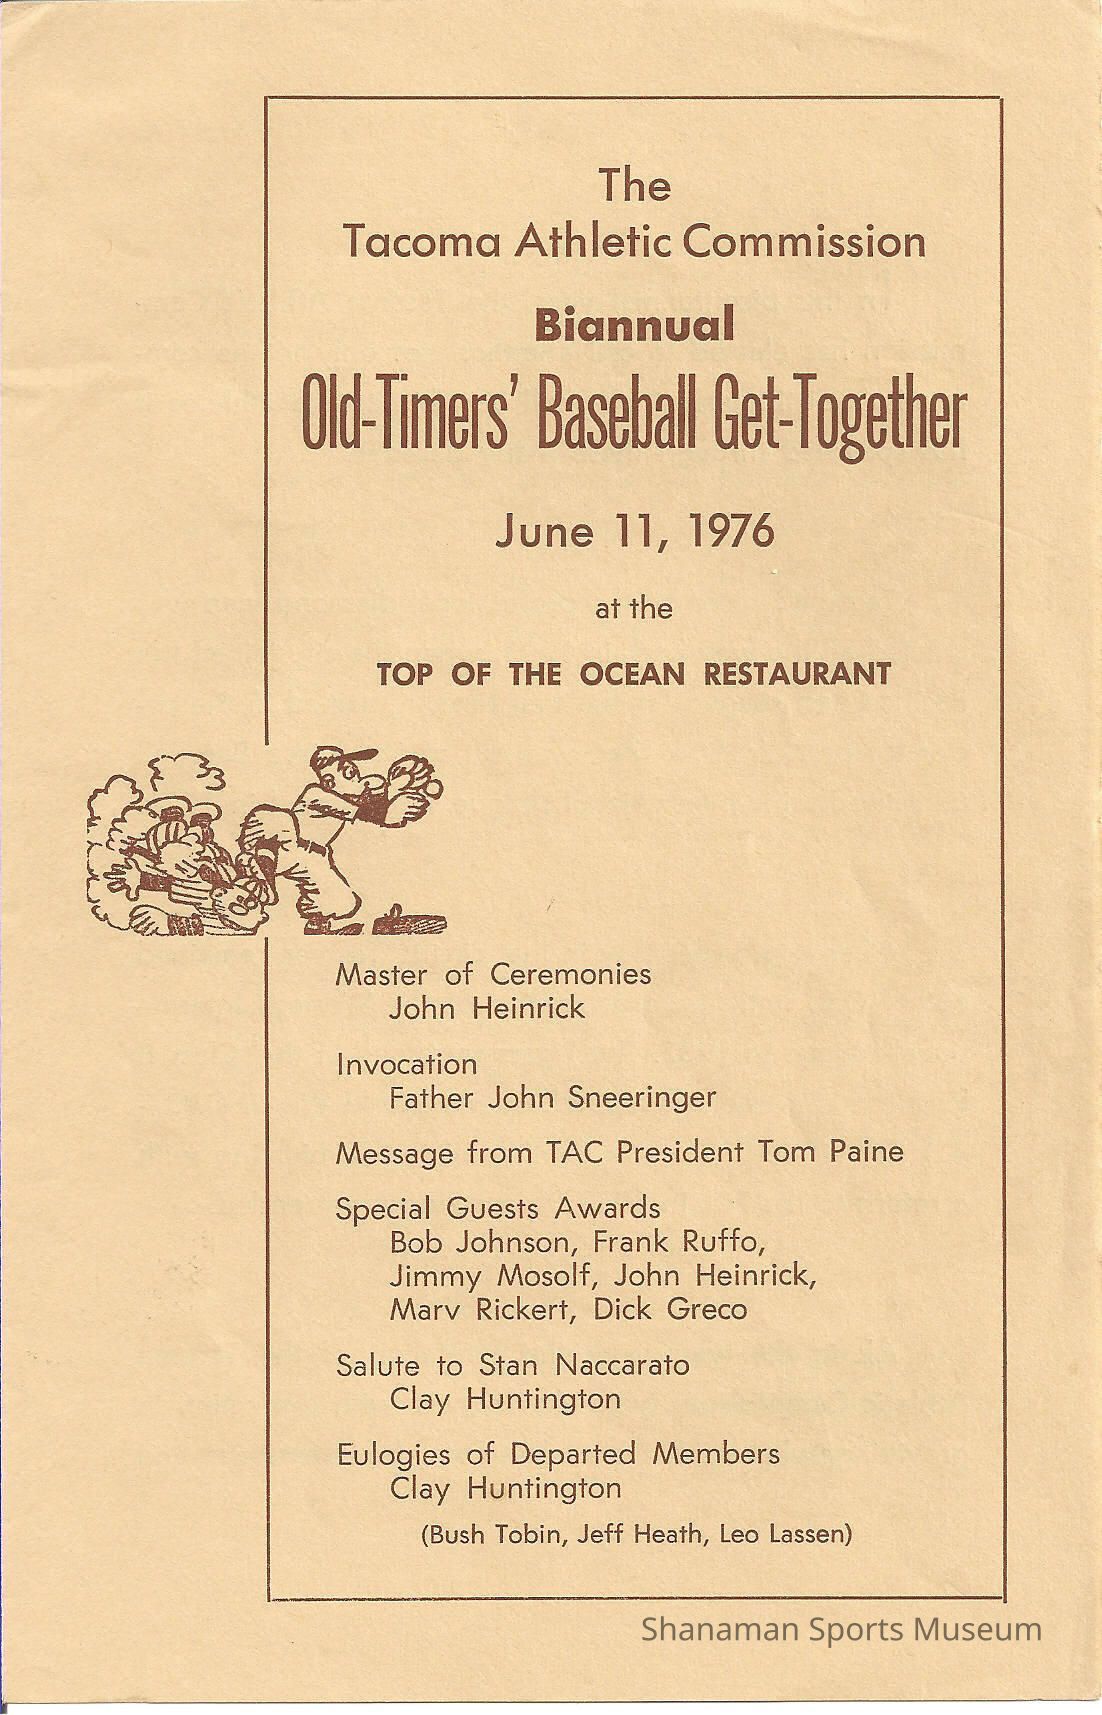 The
Tacoma Athletic Commission
Biannual
Old-Timers' Baseball Get-Together
June 11, 1976
at the
TOP OF THE OCEAN RESTAURANT
Master of Ceremonies
John Heinrick
Invocation
Father John Sneeringer
Message from TAC President Tom Paine
Special Guests Awards
Bob Johnson, Frank Ruffo,
Jimmy Mosolf, John Heinrick,
Marv Rickert, Dick Greco
Salute to Stan Naccarato
Clay Huntington
Eulogies of Departed Members
Clay Huntington
(Bush Tobin, Jeff Heath, Leo Lassen)
Shanaman Sports Museum